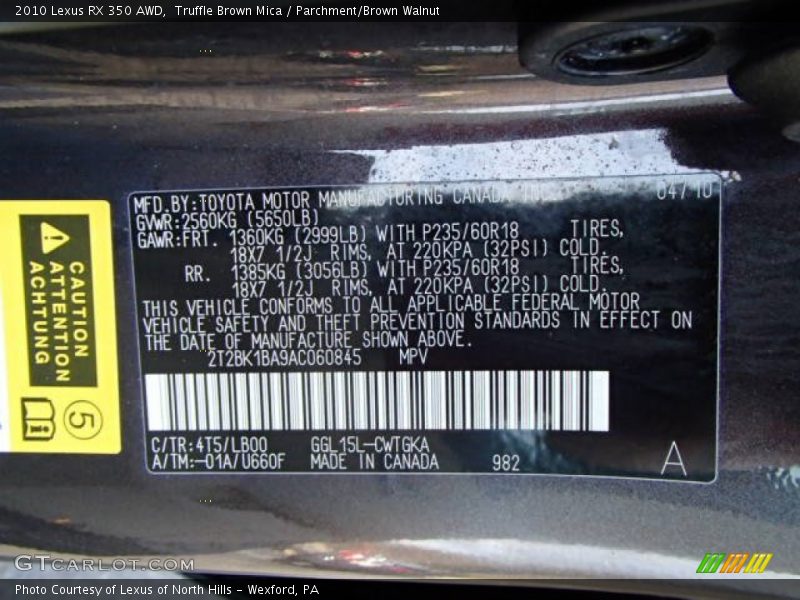 2010 Lexus RX 350 AWD, Truffle Brown Mica / Parchment/Brown Walnut
MFD. BY: TOYOTA MOTOR MANUFACTURING CANADA INC. 04/10
GVWR: 2560KG (5650LB)
GAWR: FRT. 1360KG (2999LB) WITH P235/60R18 TIRES,
18X7 1/2J RIMS, AT 220KPA (32PSI) COLD.
RR. 1385KG (3056LB) WITH P235/60R18 TIRES,
18X7 1/2J RIMS, AT 220KPA (32PSI) COLD.
THIS VEHICLE CONFORMS TO ALL APPLICABLE FEDERAL MOTOR
VEHICLE SAFETY AND THEFT PREVENTION STANDARDS IN EFFECT ON
THE DATE OF MANUFACTURE SHOWN ABOVE.
2T2BK1BA9AC060845 MPV
C/TR: 4T5/LB00 GGL15L-CWTGKA
A/TM: -01A/U660F MADE IN CANADA 982 A
CAUTION
ATTENTION
ACHTUNG
5
GTCARLOT.COM
Photo Courtesy of Lexus of North Hills – Wexford, PA